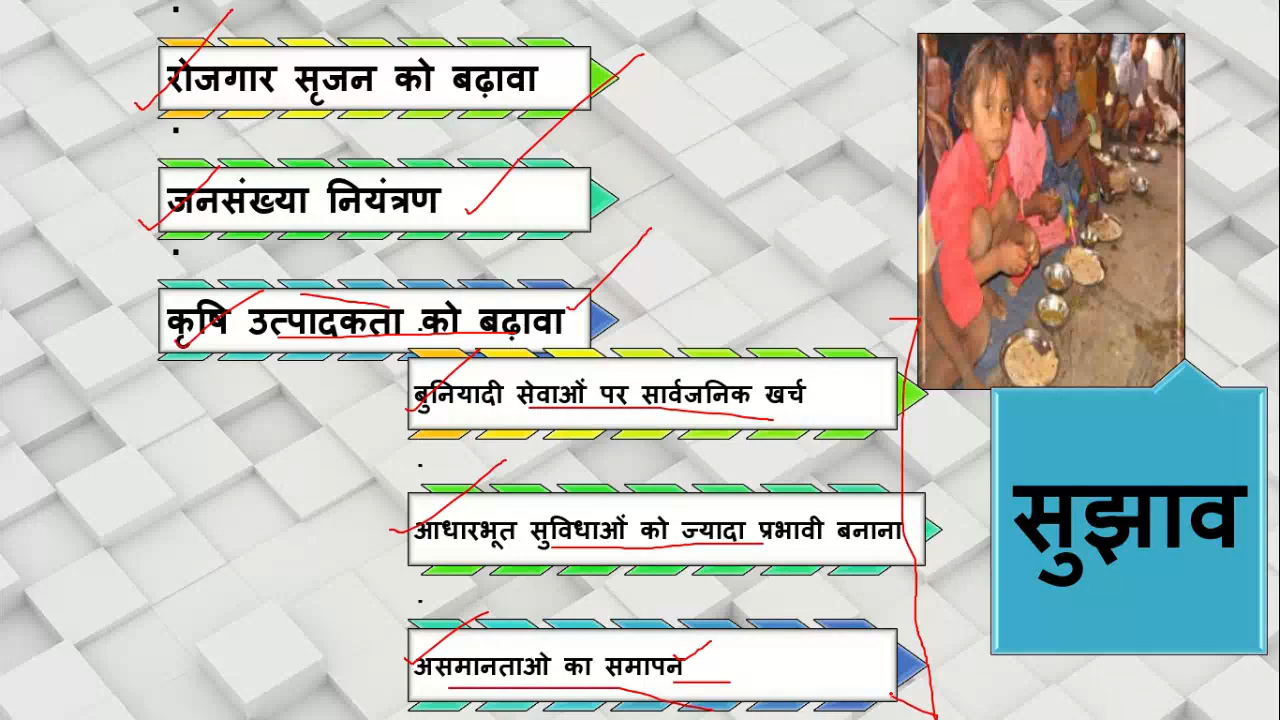 रोजगार सृजन को बढ़ावा
जनसंख्या नियंत्रण
कृषि उत्पादकता को बढ़ावा
बुनियादी सेवाओं पर सार्वजनिक खर्च
आधारभूत सुविधाओं को ज्यादा प्रभावी बनाना
असमानताओ का समापन
सुझाव